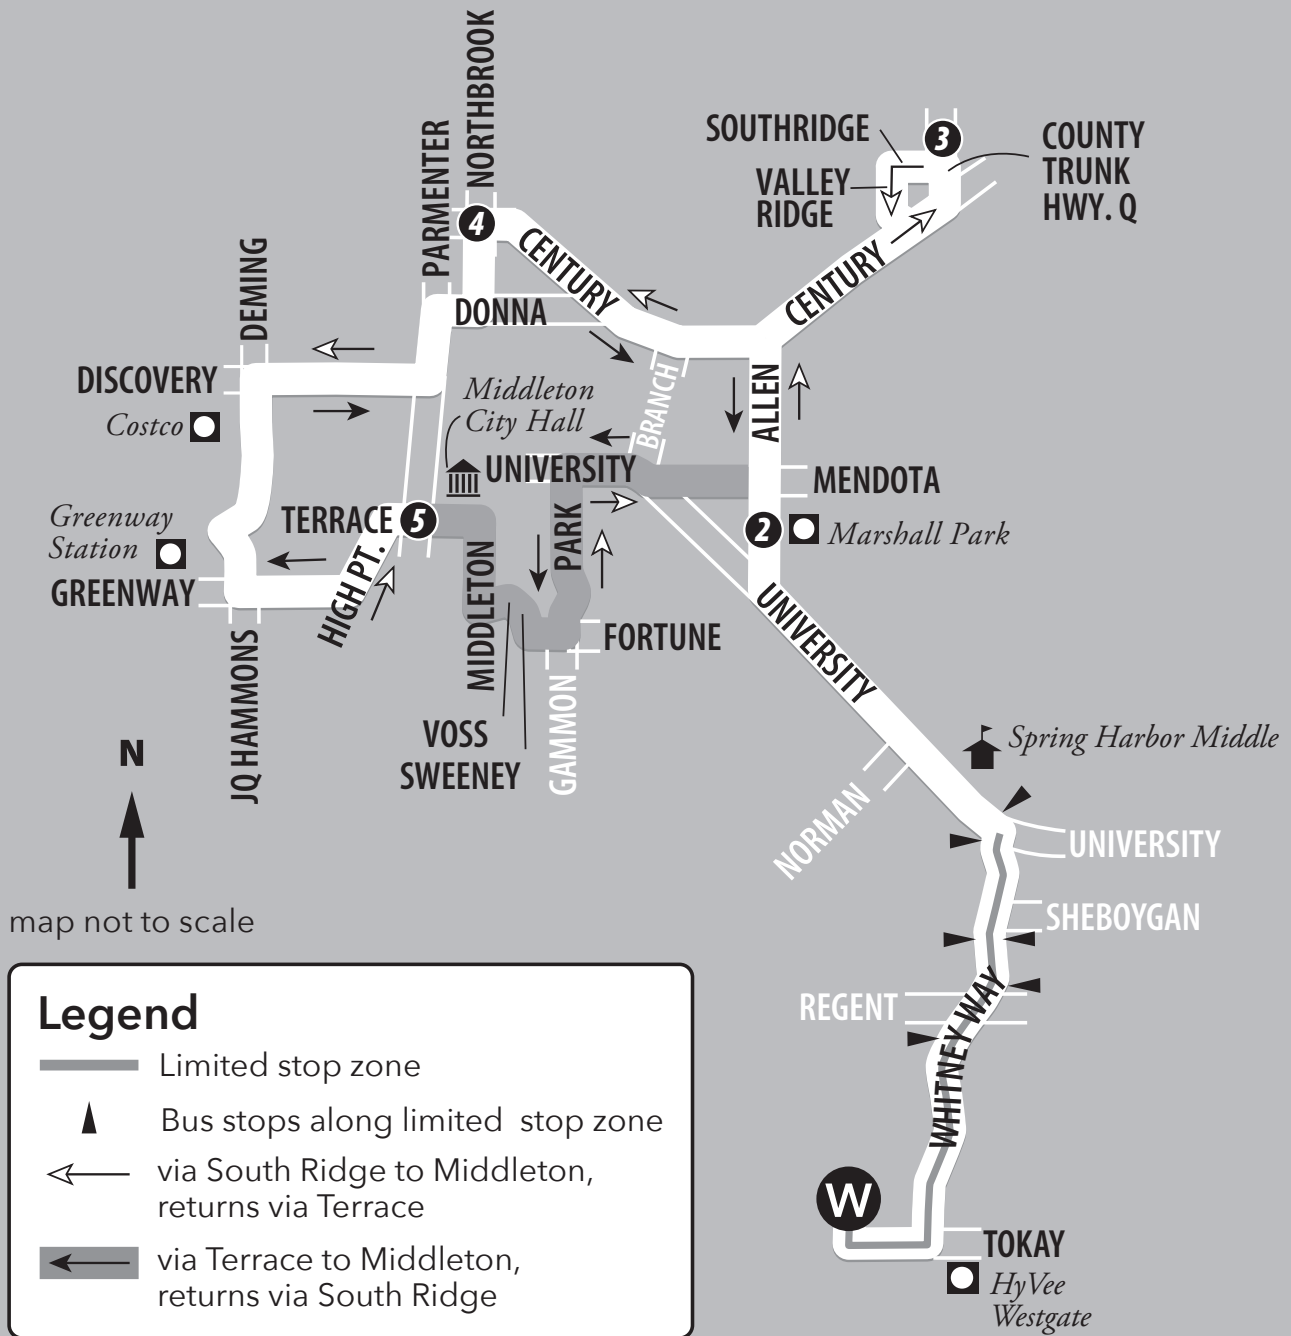 NORTHBROOK
PARMENTER
SOUTHRIDGE
3
COUNTY
TRUNK
HWY. Q
VALLEY
RIDGE
4
DEMING
CENTURY
CENTURY
DONNA
DISCOVERY
Costco
Middleton
City Hall
BRANCH
ALLEN
UNIVERSITY
MENDOTA
Greenway
Station
TERRACE
5
PARK
2
Marshall Park
GREENWAY
HIGH PT.
MIDDLETON
FORTUNE
UNIVERSITY
JQ HAMMONS
GAMMON
VOSS
SWEENEY
N
Spring Harbor Middle
NORMAN
UNIVERSITY
map not to scale
SHEBOYGAN
REGENT
WHITNEY WAY
W
TOKAY
HyVee
Westgate
Legend
Limited stop zone
Bus stops along limited stop zone
via South Ridge to Middleton,
returns via Terrace
via Terrace to Middleton,
returns via South Ridge